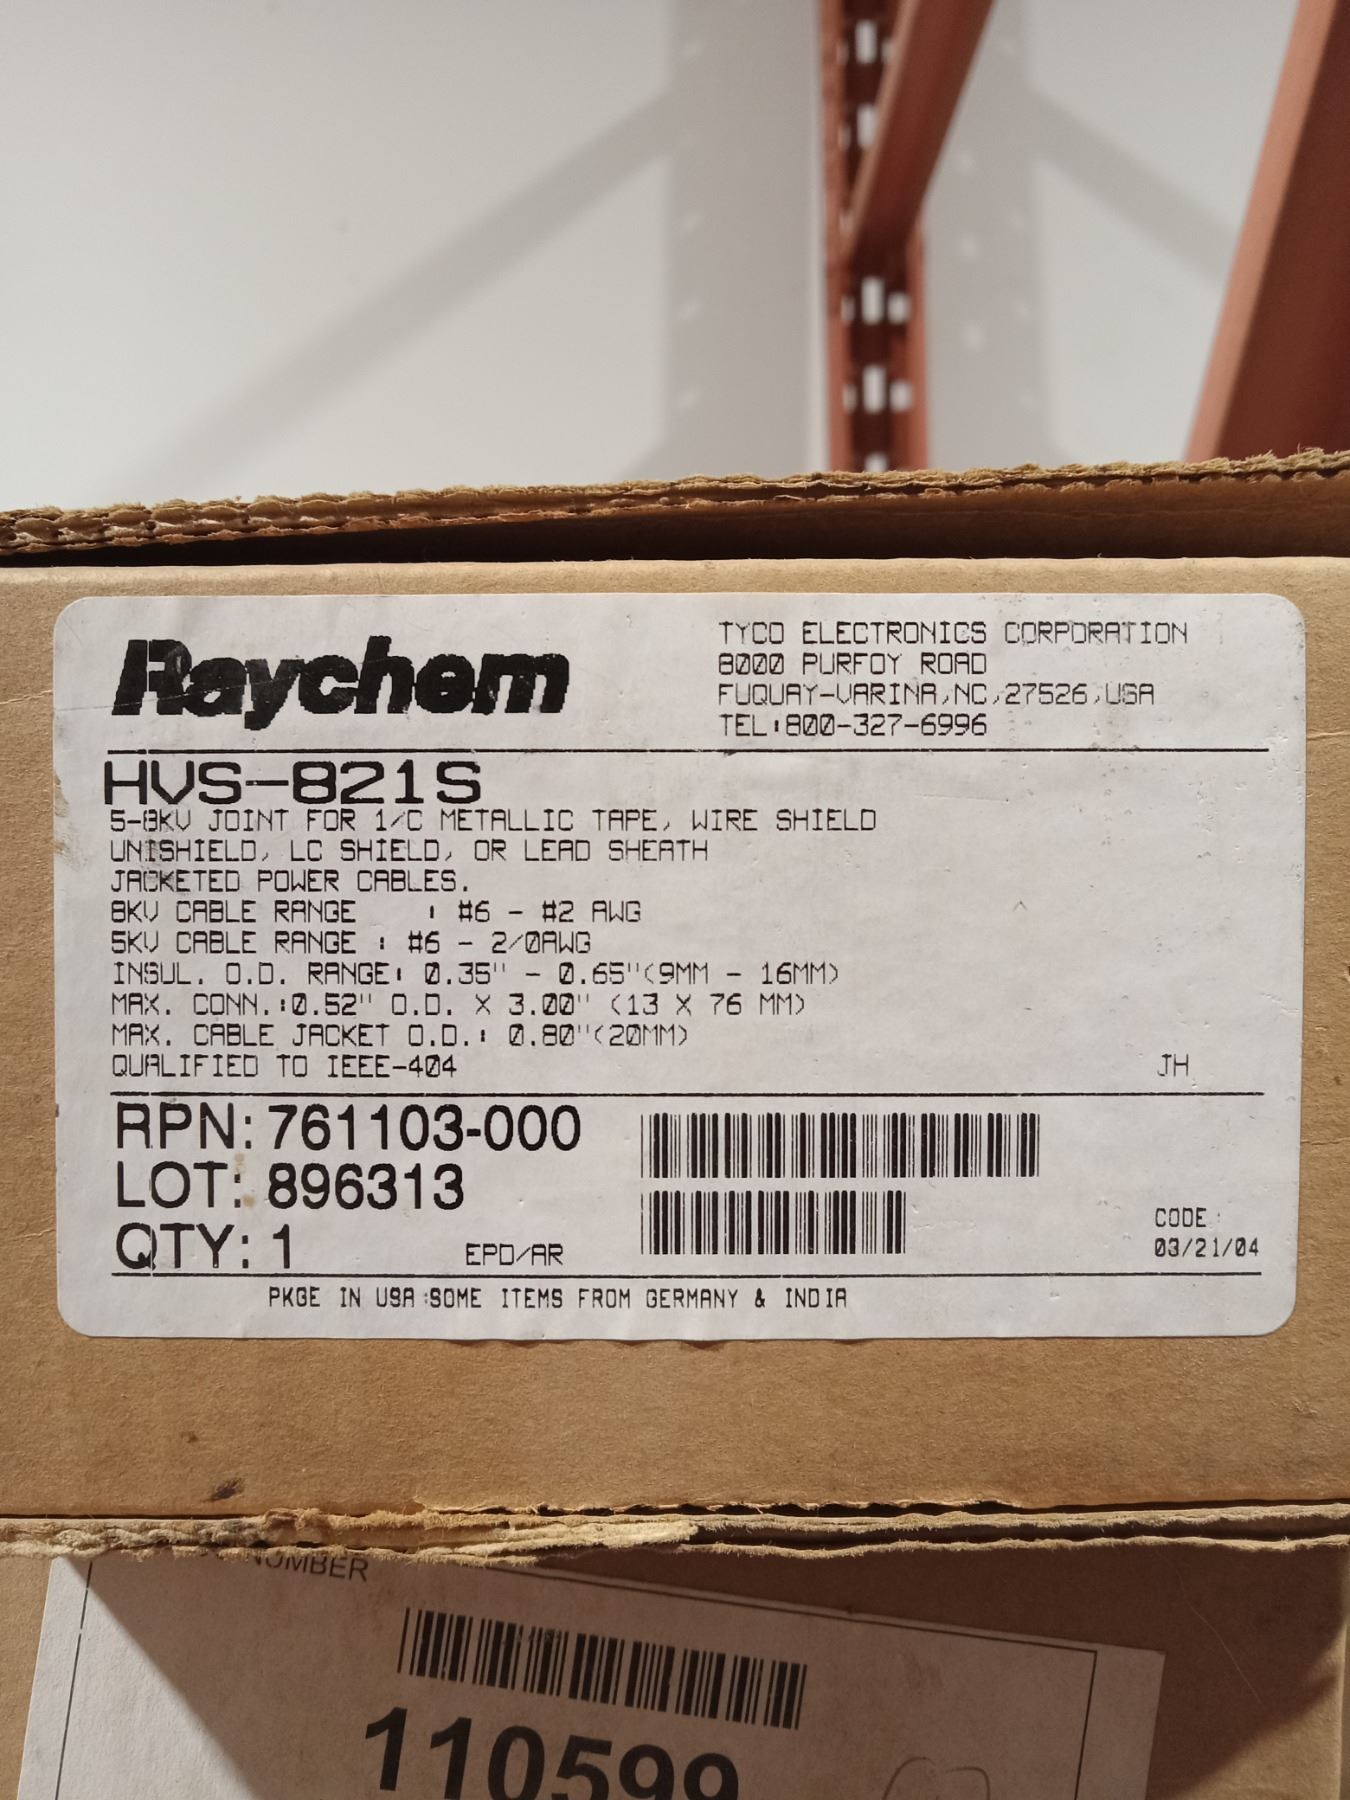 Raychem
TYCO ELECTRONICS CORPORATION
8000 PURFOY ROAD
FUQUAY-VARINA,NC,27526,USA
TEL:800-327-6996
HVS-821S
5-8KV JOINT FOR 1/C METALLIC TAPE, WIRE SHIELD
UNISHIELD, LC SHIELD, OR LEAD SHEATH
JACKETED POWER CABLES.
8KV CABLE RANGE : #6 - #2 AWG
5KV CABLE RANGE : #6 - 2/0AWG
INSUL. O.D. RANGE: 0.35" - 0.65"(9MM - 16MM)
MAX. CONN.:0.52" O.D. X 3.00" (13 X 76 MM)
MAX. CABLE JACKET O.D.: 0.80"(20MM)
QUALIFIED TO IEEE-404
JH
RPN: 761103-000
LOT: 896313
QTY: 1
EPD/AR
CODE:
03/21/04
PKGE IN USA:SOME ITEMS FROM GERMANY & INDIA
NUMBER
110599